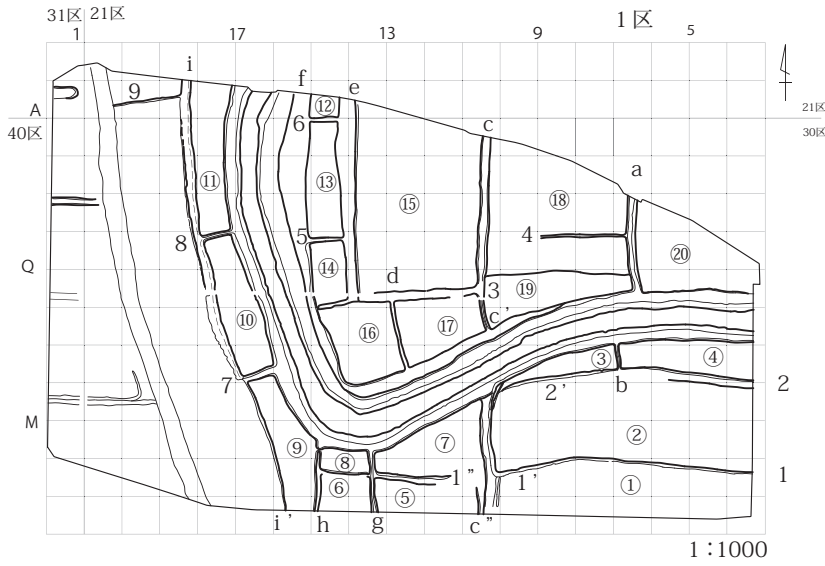 31区 21区
1 17 13 9 1区 5
i f e c a
9 ⑫
A 6 21区
40区 30区
⑪ ⑬ ⑮ ⑱
8 5 4
Q ⑭ d ⑳
3 ⑲
⑩ c'
⑯ ⑰
③ ④
7 2' b 2
M
⑨ ⑦ ②
⑧
⑥ 1" 1' 1
⑤ ①
i' h g c"
1：1000